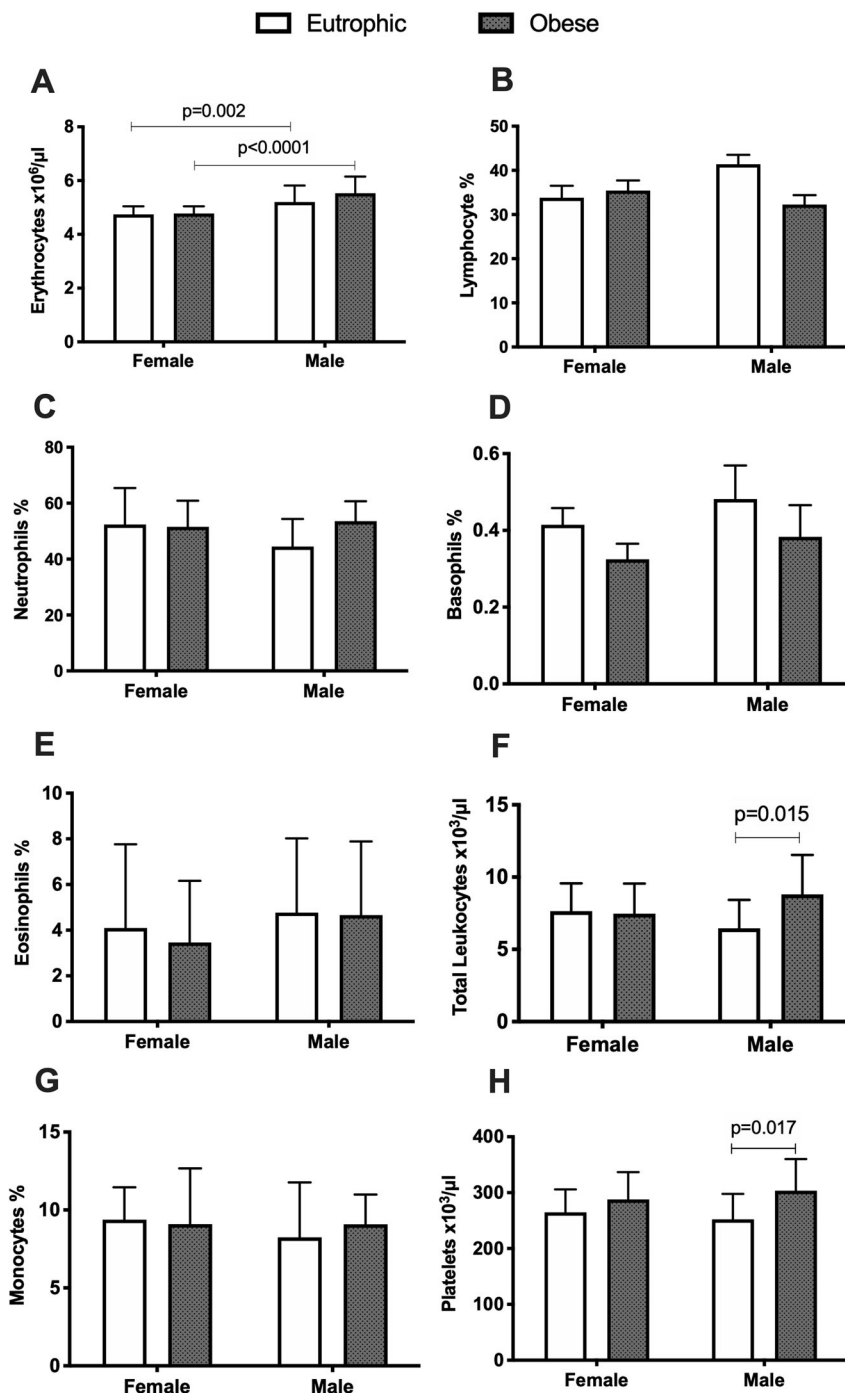 Eutrophic Obese
A
p=0.002
p<0.0001
Erythrocytes x10⁶/µl
8
6
4
2
0
Female Male
B
Lymphocyte %
50
40
30
20
10
0
Female Male
C
Neutrophils %
80
60
40
20
0
Female Male
D
Basophils %
0.6
0.4
0.2
0.0
Female Male
E
Eosinophils %
10
8
6
4
2
0
Female Male
F
p=0.015
Total Leukocytes x10³/µl
15
10
5
0
Female Male
G
Monocytes %
15
10
5
0
Female Male
H
p=0.017
Platelets x10³/µl
400
300
200
100
0
Female Male